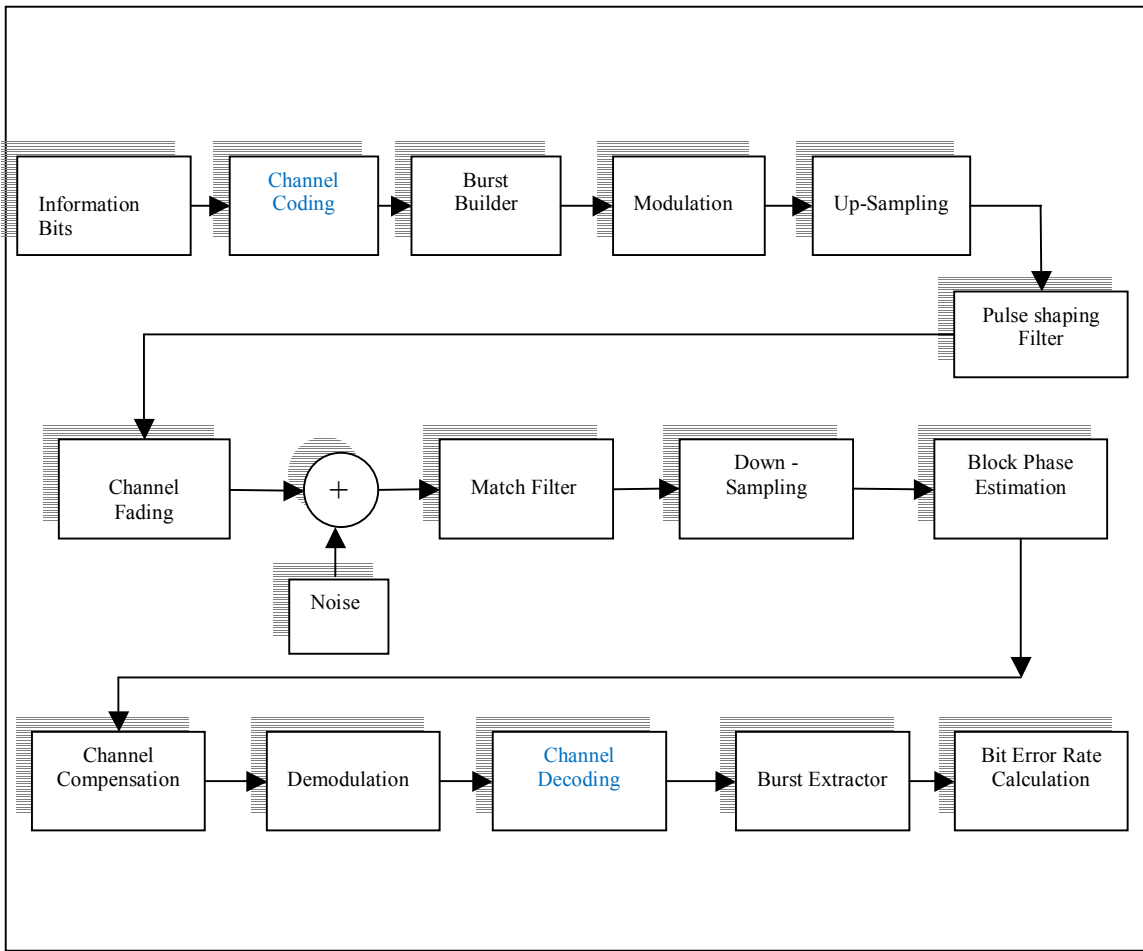 Information
Bits
Channel
Coding
Burst
Builder
Modulation
Up-Sampling
Pulse shaping
Filter
Channel
Fading
+
Noise
Match Filter
Down -
Sampling
Block Phase
Estimation
Channel
Compensation
Demodulation
Channel
Decoding
Burst Extractor
Bit Error Rate
Calculation